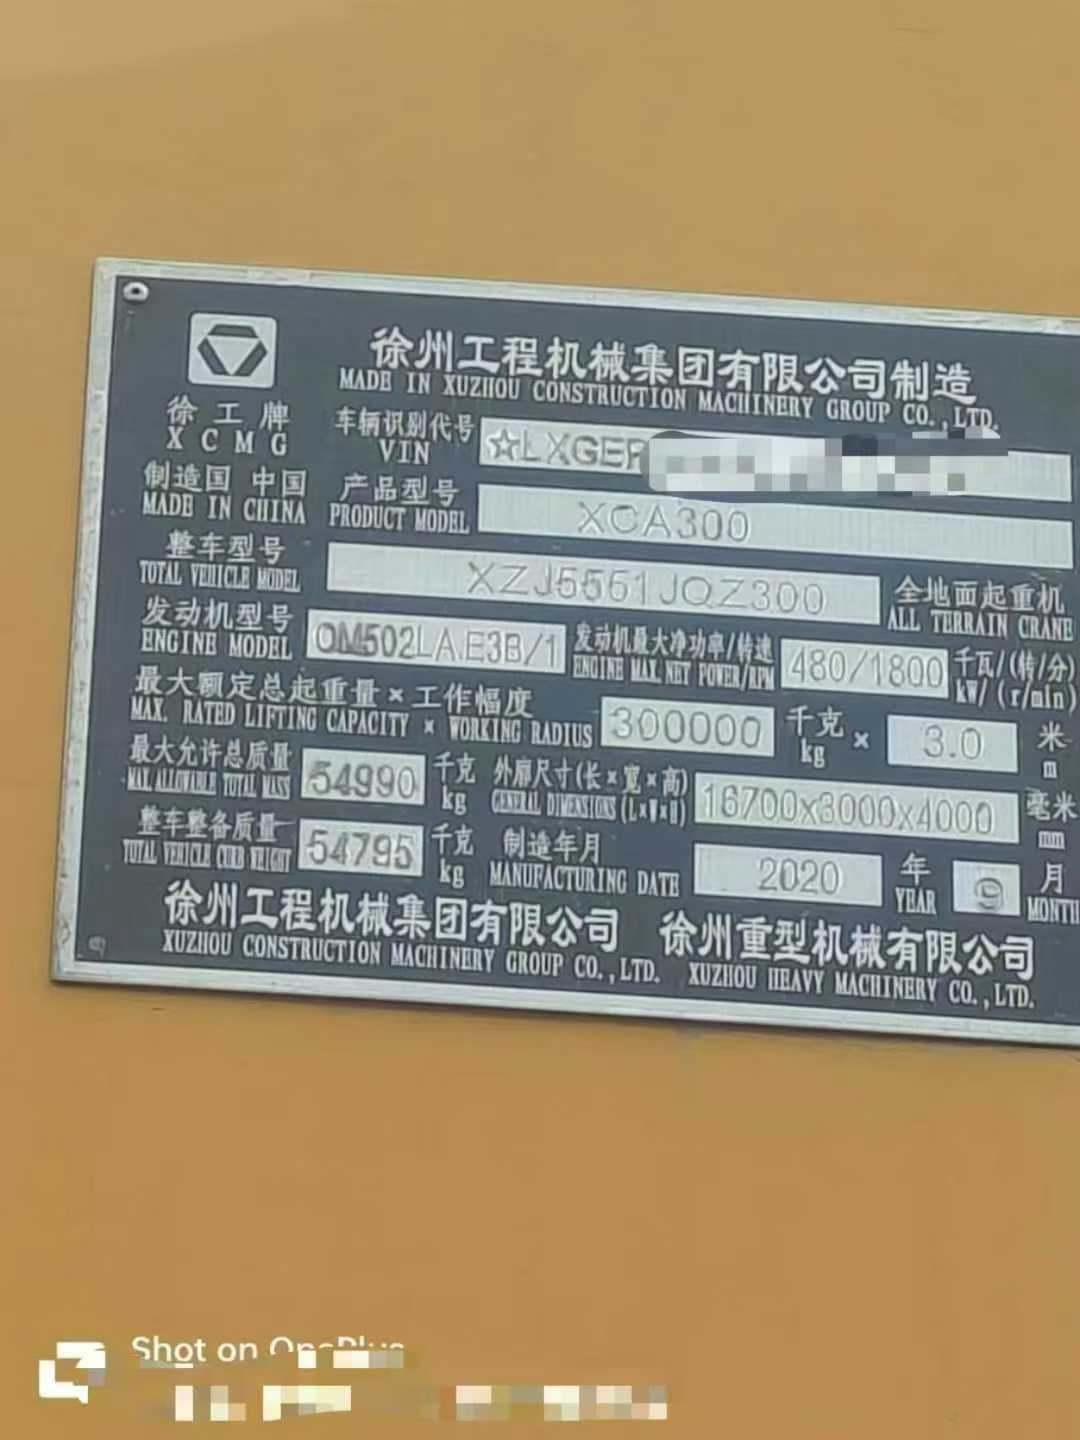 徐州工程机械集团有限公司制造
MADE IN XUZHOU CONSTRUCTION MACHINERY GROUP CO.,LTD.
徐工牌
XCMG
车辆识别代号
VIN
☆LXGE
制造国 中国
MADE IN CHINA
产品型号
PRODUCT MODEL
XCA300
整车型号
TOTAL VEHICLE MODEL
XZJ5551JQZ300
全地面起重机
ALL TERRAIN CRANE
发动机型号
ENGINE MODEL
OM502LA.E3B/1
发动机最大净功率/转速
ENGINE MAX. NET POWER/RPM
480/1800
千瓦/(转/分)
kW/(r/min)
最大额定总起重量×工作幅度
MAX. RATED LIFTING CAPACITY × WORKING RADIUS
300000
千克
kg
×
3.0
米
m
最大允许总质量
MAX. ALLOWABLE TOTAL MASS
54990
千克
kg
外廓尺寸(长×宽×高)
GENERAL DIMENSIONS (L×W×H)
16700x3000x4000
毫米
mm
整车整备质量
TOTAL VEHICLE CURB WEIGHT
54795
千克
kg
制造年月
MANUFACTURING DATE
2020
年
YEAR
9
月
MONTH
徐州工程机械集团有限公司 徐州重型机械有限公司
XUZHOU CONSTRUCTION MACHINERY GROUP CO.,LTD. XUZHOU HEAVY MACHINERY CO.,LTD.
Shot on OnePlus